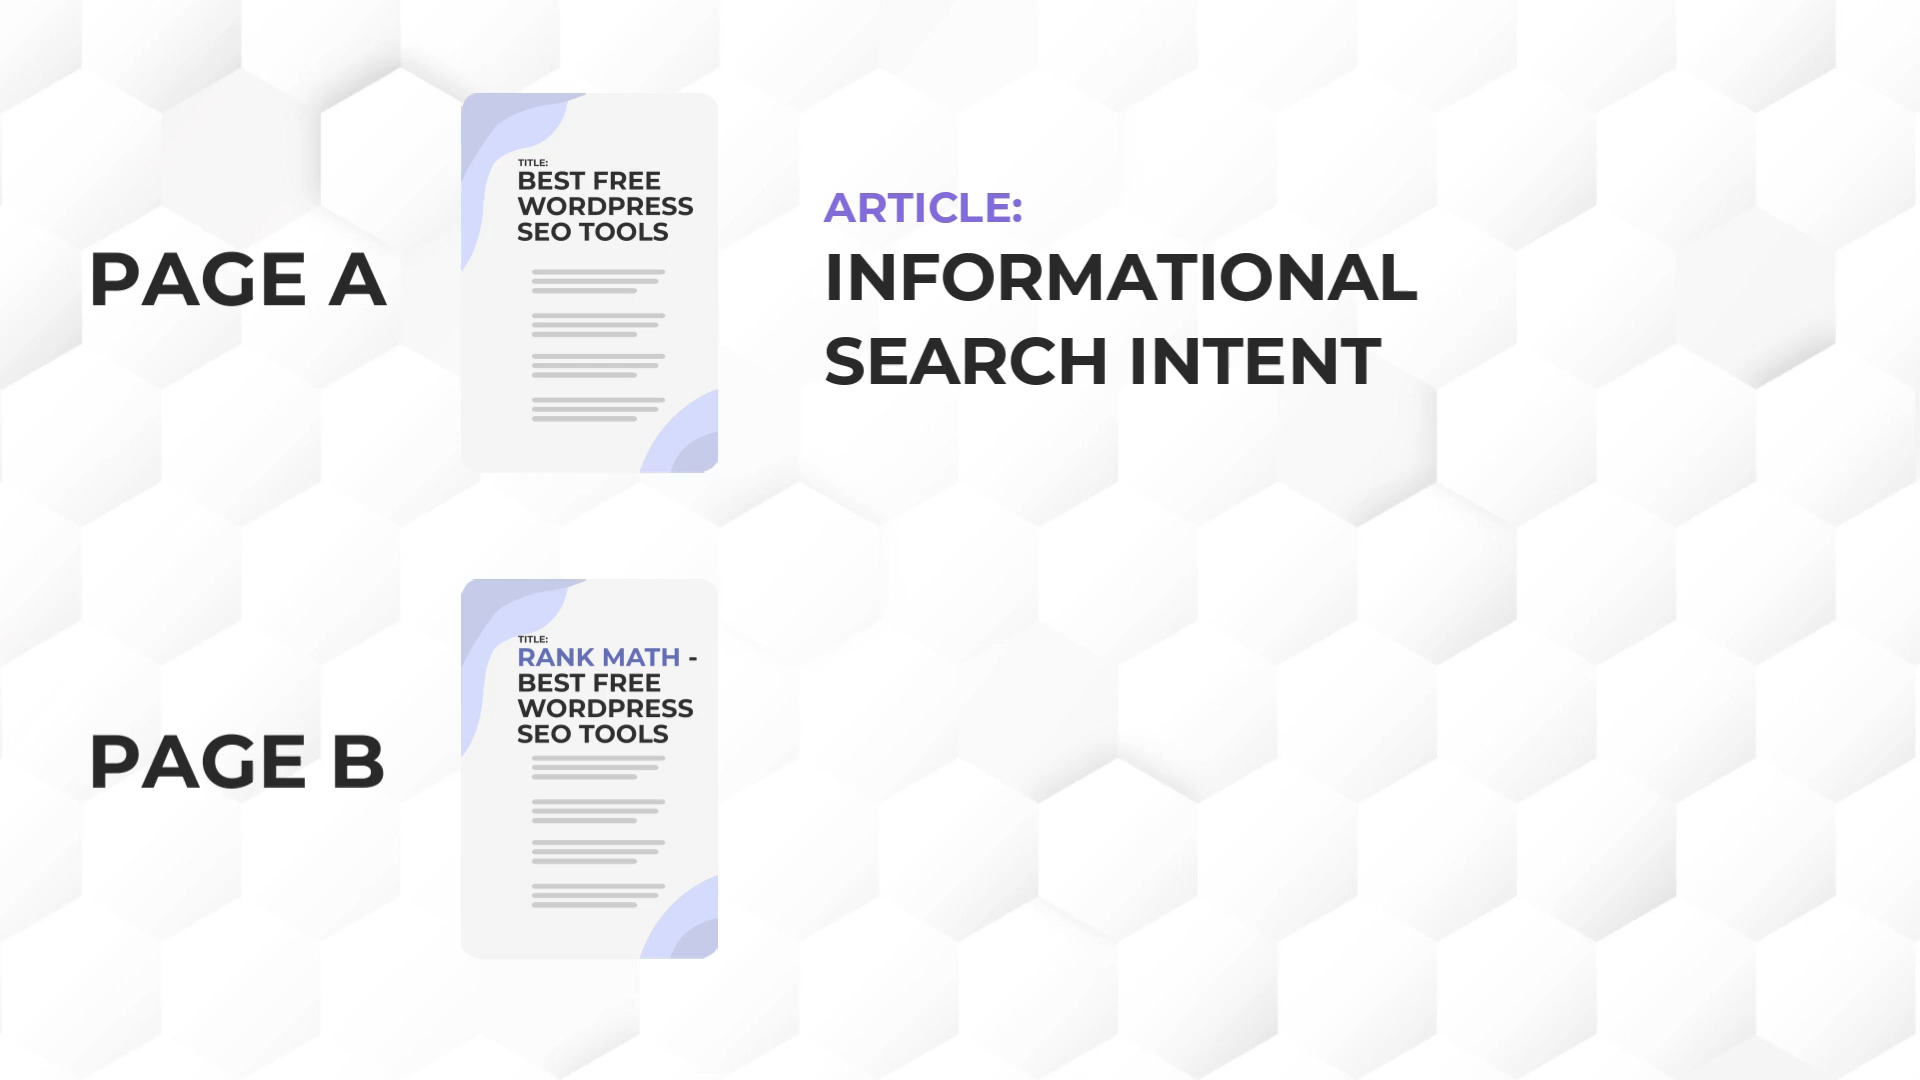 PAGE A
TITLE:
BEST FREE
WORDPRESS
SEO TOOLS
ARTICLE:
INFORMATIONAL
SEARCH INTENT
PAGE B
TITLE:
RANK MATH -
BEST FREE
WORDPRESS
SEO TOOLS